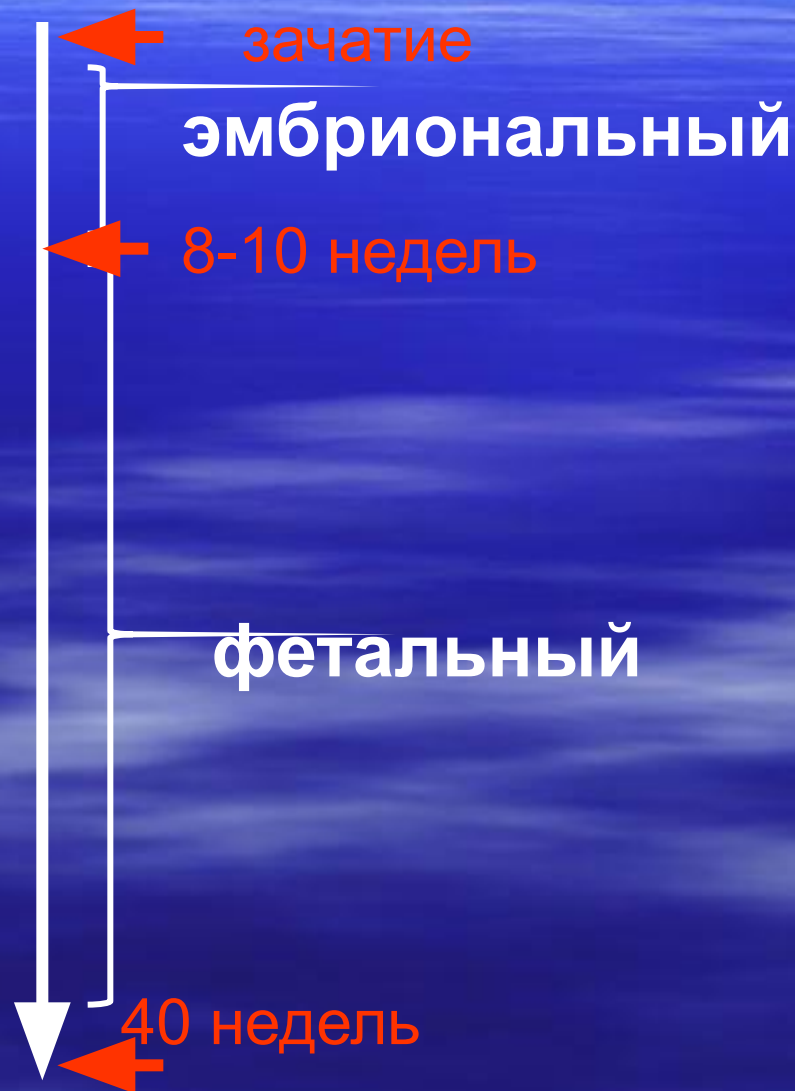 зачатие
эмбриональный
8-10 недель
фетальный
40 недель